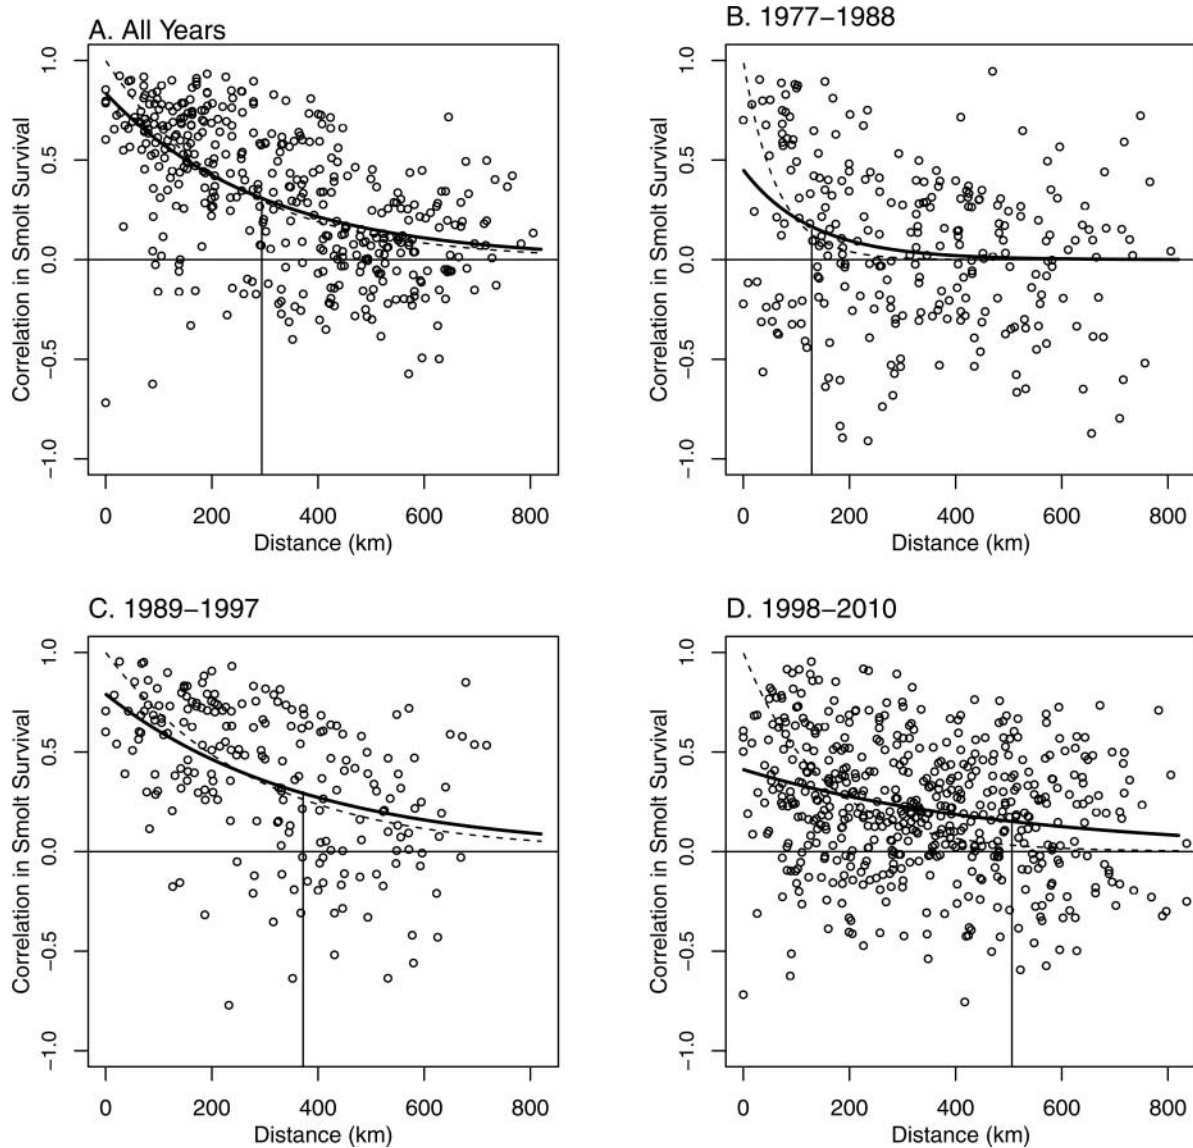 A. All Years
Correlation in Smolt Survival
1.0
0.5
0.0
−0.5
−1.0
0 200 400 600 800
Distance (km)
B. 1977−1988
Correlation in Smolt Survival
1.0
0.5
0.0
−0.5
−1.0
0 200 400 600 800
Distance (km)
C. 1989−1997
Correlation in Smolt Survival
1.0
0.5
0.0
−0.5
−1.0
0 200 400 600 800
Distance (km)
D. 1998−2010
Correlation in Smolt Survival
1.0
0.5
0.0
−0.5
−1.0
0 200 400 600 800
Distance (km)